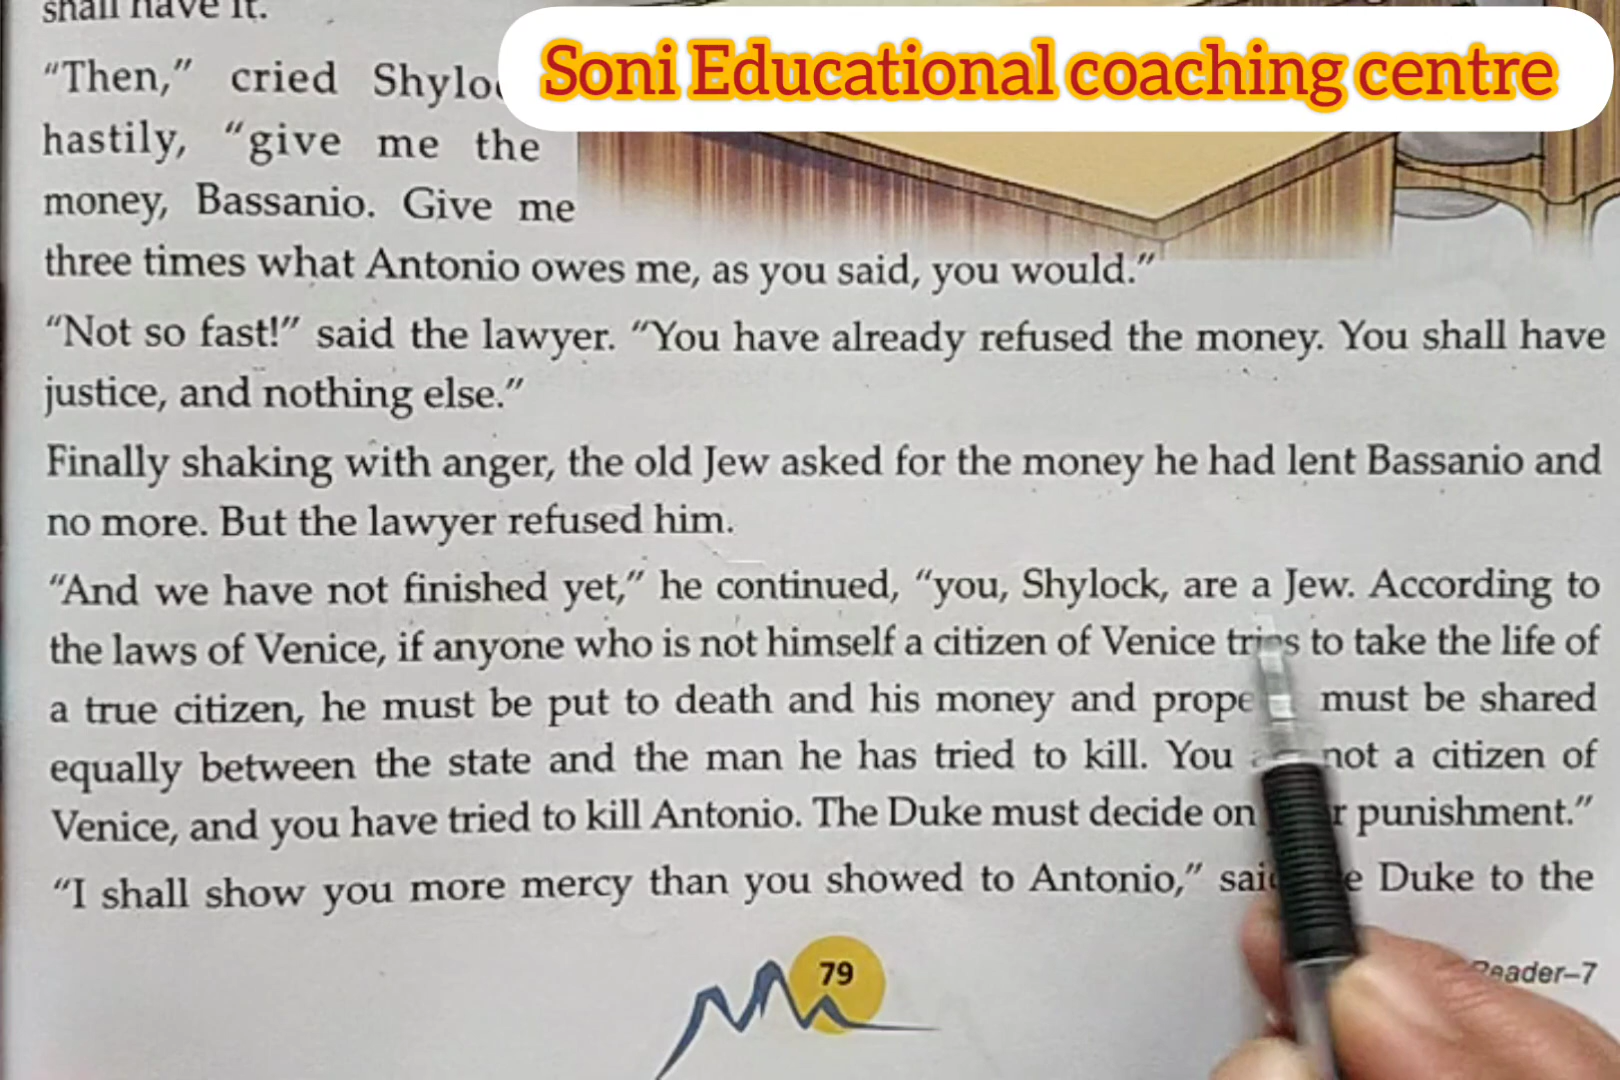 shall have it.
Soni Educational coaching centre
"Then," cried
hastily, "give me the
money, Bassanio. Give me
three times what Antonio owes me, as you said, you would."
"Not so fast!" said the lawyer. "You have already refused the money. You shall have
justice, and nothing else."
Finally shaking with anger, the old Jew asked for the money he had lent Bassanio and
no more. But the lawyer refused him.
"And we have not finished yet," he continued, "you, Shylock, are a Jew. According to
the laws of Venice, if anyone who is not himself a citizen of Venice tries to take the life of
a true citizen, he must be put to death and his money and must be shared
equally between the state and the man he has tried to kill. You not a citizen of
Venice, and you have tried to kill Antonio. The Duke must decide on punishment."
"I shall show you more mercy than you showed to Antonio," Duke to the
79
Reader–7